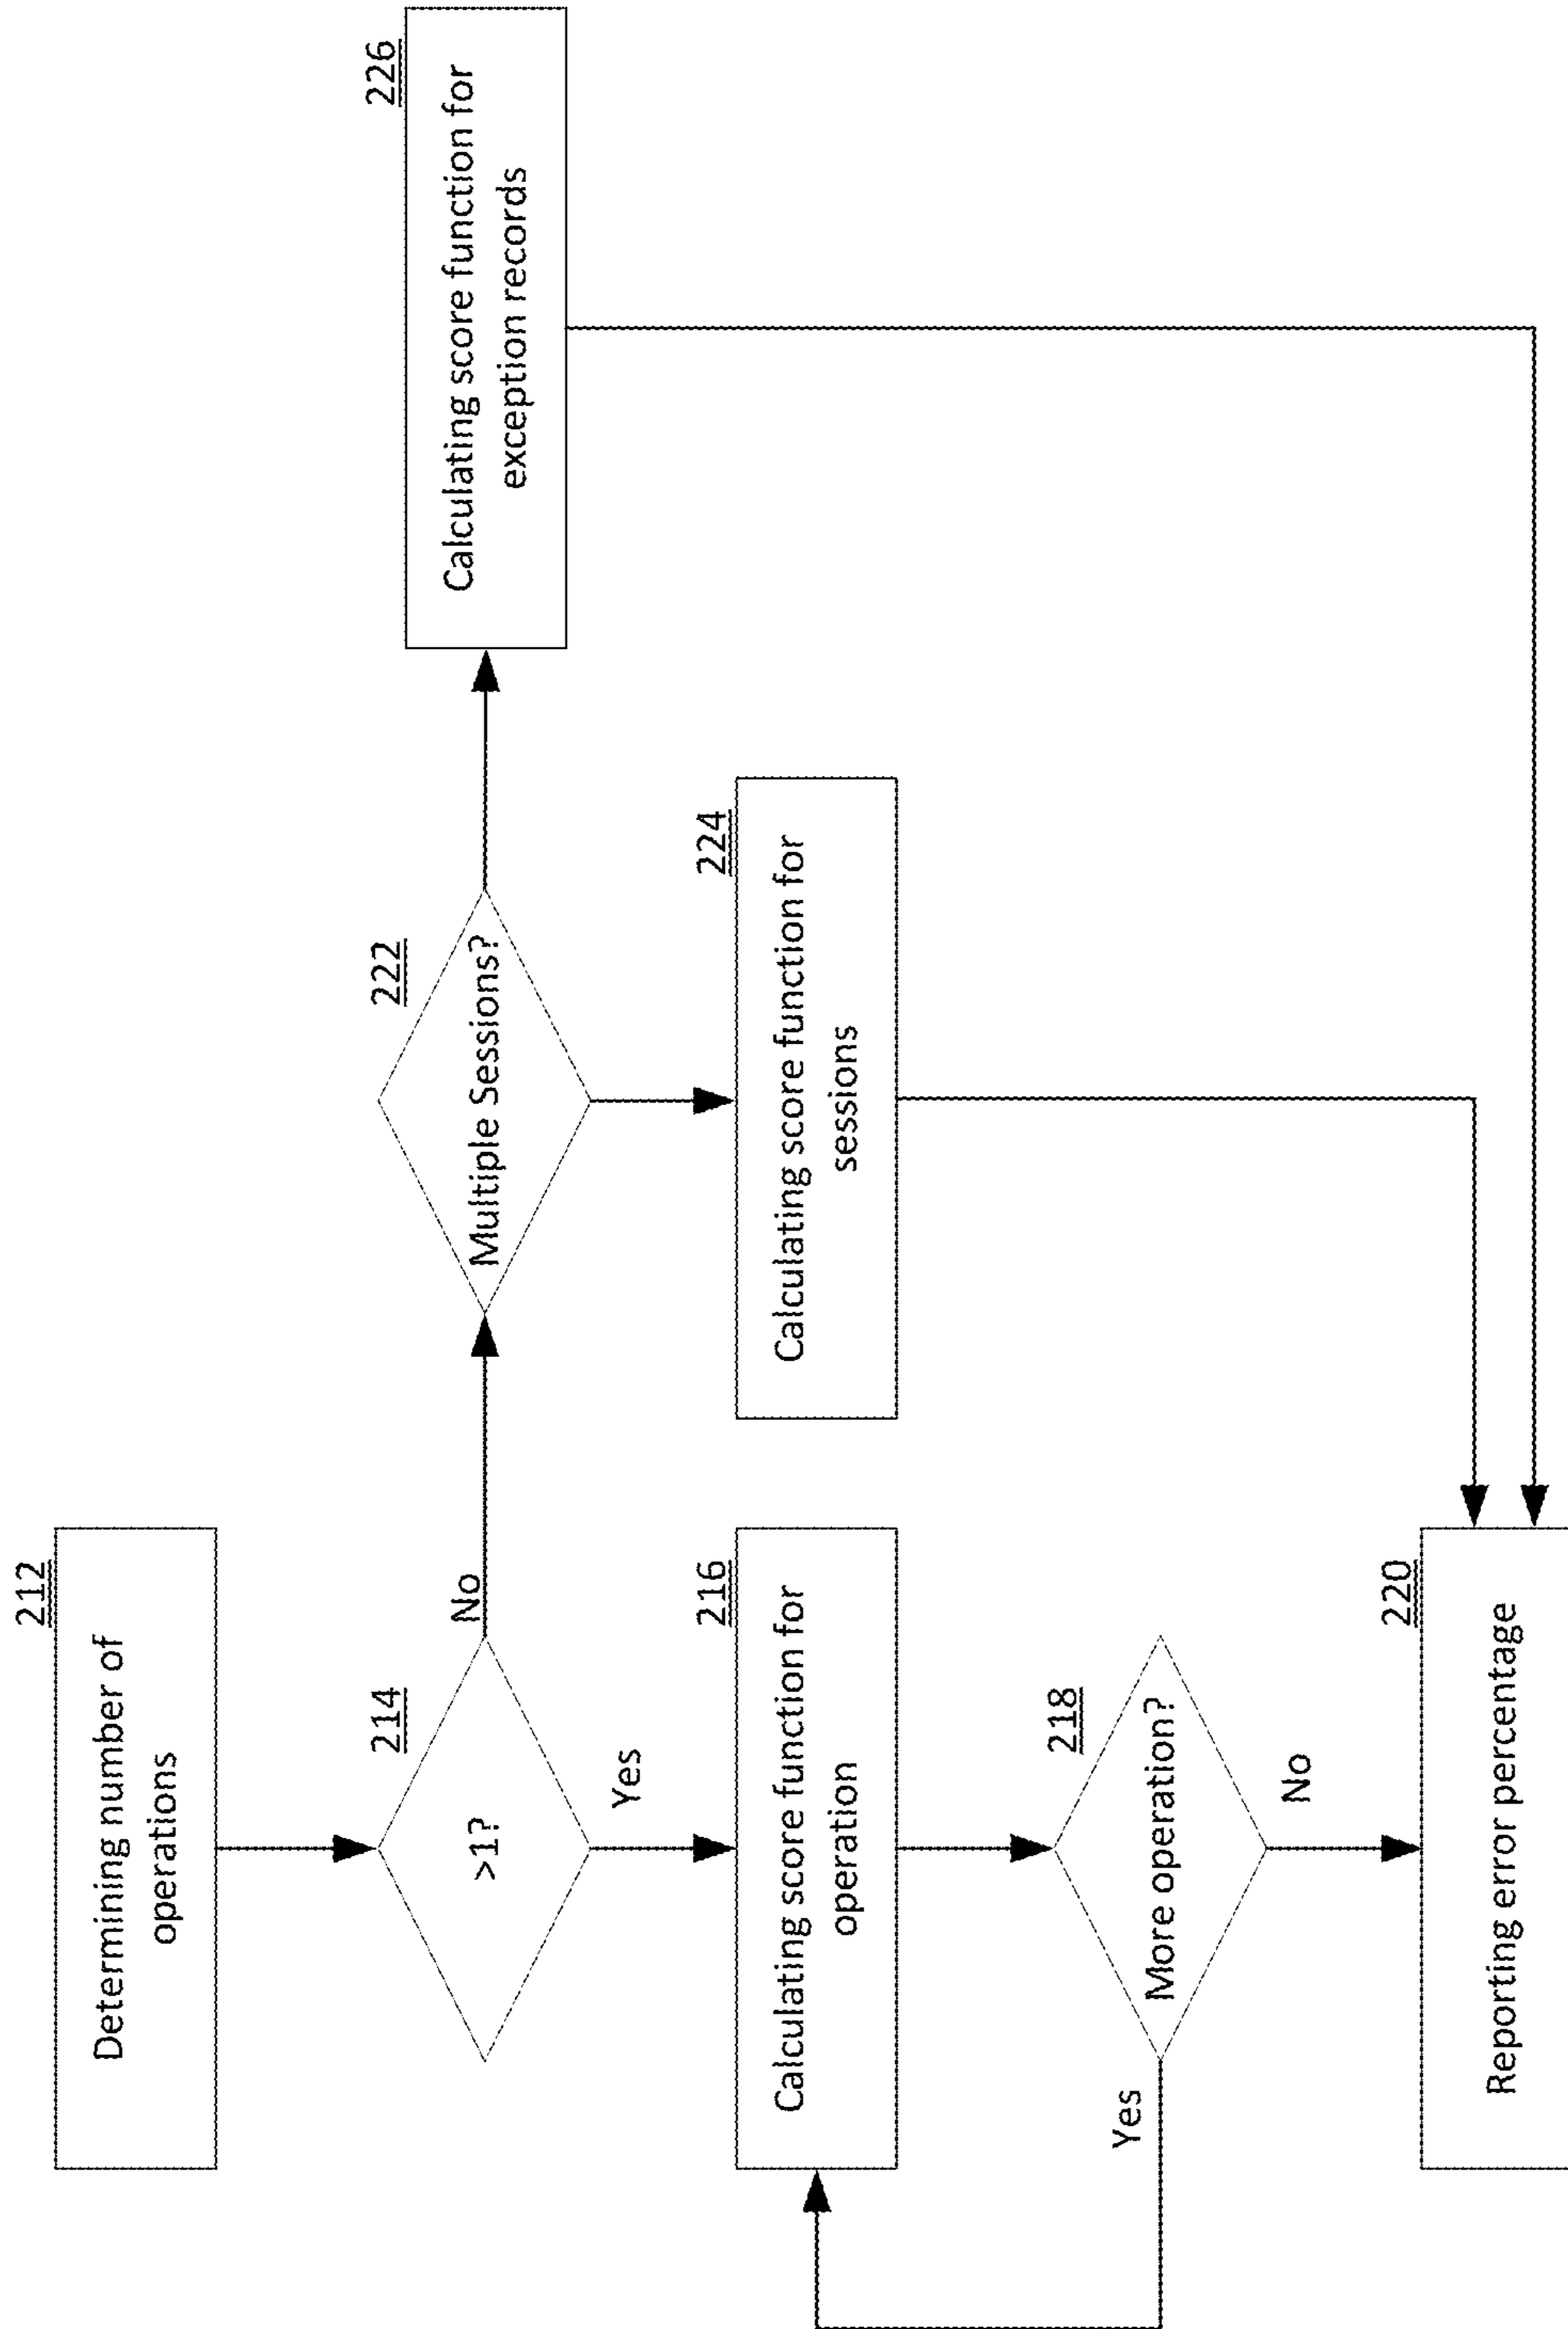 212
Determining number of
operations
214
>1?
No
Yes
222
Multiple Sessions?
226
Calculating score function for
exception records
216
Calculating score function for
operation
224
Calculating score function for
sessions
218
More operation?
Yes
No
220
Reporting error percentage